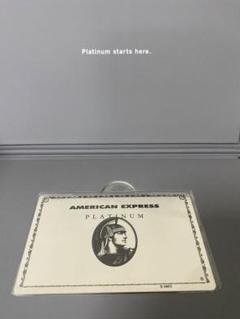 Platinum starts here.
AMERICAN EXPRESS
PLATINUM